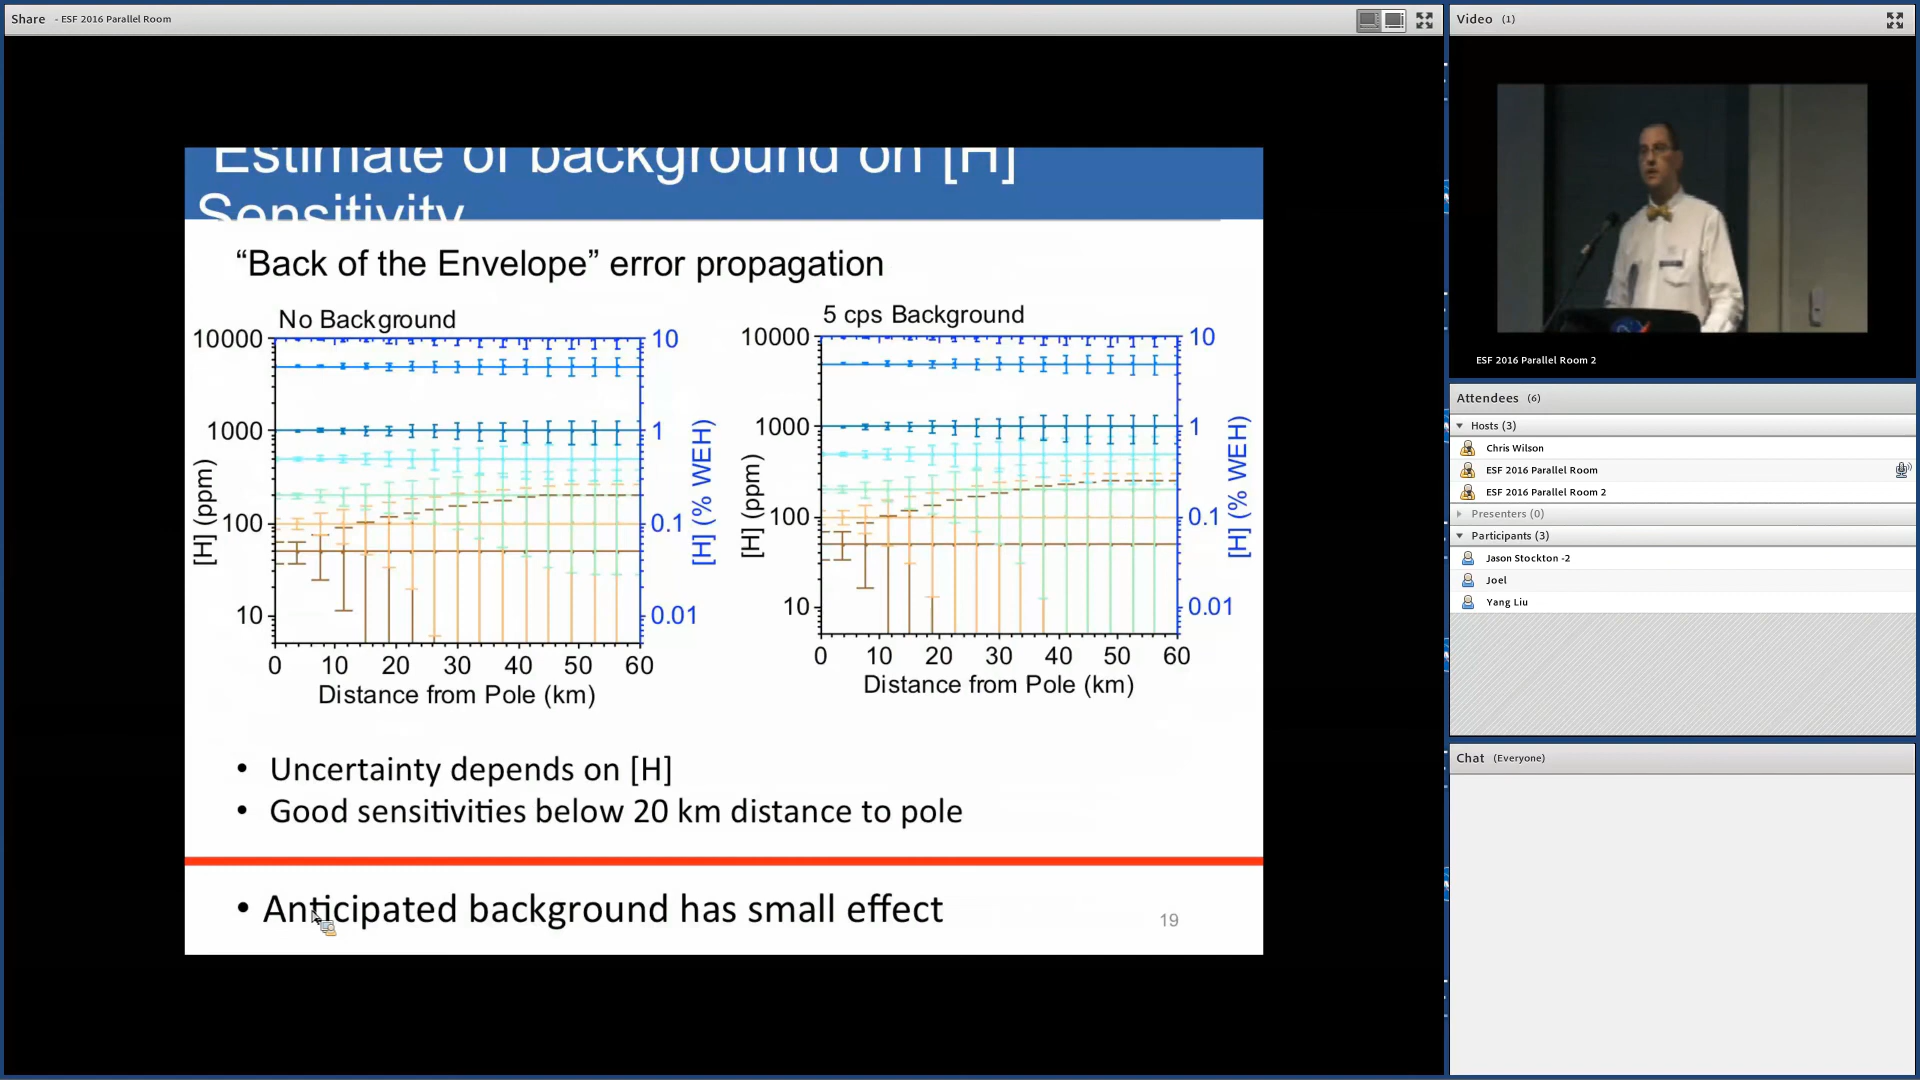 Share - ESF 2016 Parallel Room
Estimate of background on [H]
Sensitivity
“Back of the Envelope” error propagation
No Background
10000
1000
100
10
[H] (ppm)
10
1
0.1
0.01
[H] (% WEH)
0 10 20 30 40 50 60
Distance from Pole (km)
5 cps Background
10000
1000
100
10
[H] (ppm)
10
1
0.1
0.01
[H] (% WEH)
0 10 20 30 40 50 60
Distance from Pole (km)
• Uncertainty depends on [H]
• Good sensitivities below 20 km distance to pole
• Anticipated background has small effect
19
Video (1)
ESF 2016 Parallel Room 2
Attendees (6)
Hosts (3)
Chris Wilson
ESF 2016 Parallel Room
ESF 2016 Parallel Room 2
Presenters (0)
Participants (3)
Jason Stockton -2
Joel
Yang Liu
Chat (Everyone)